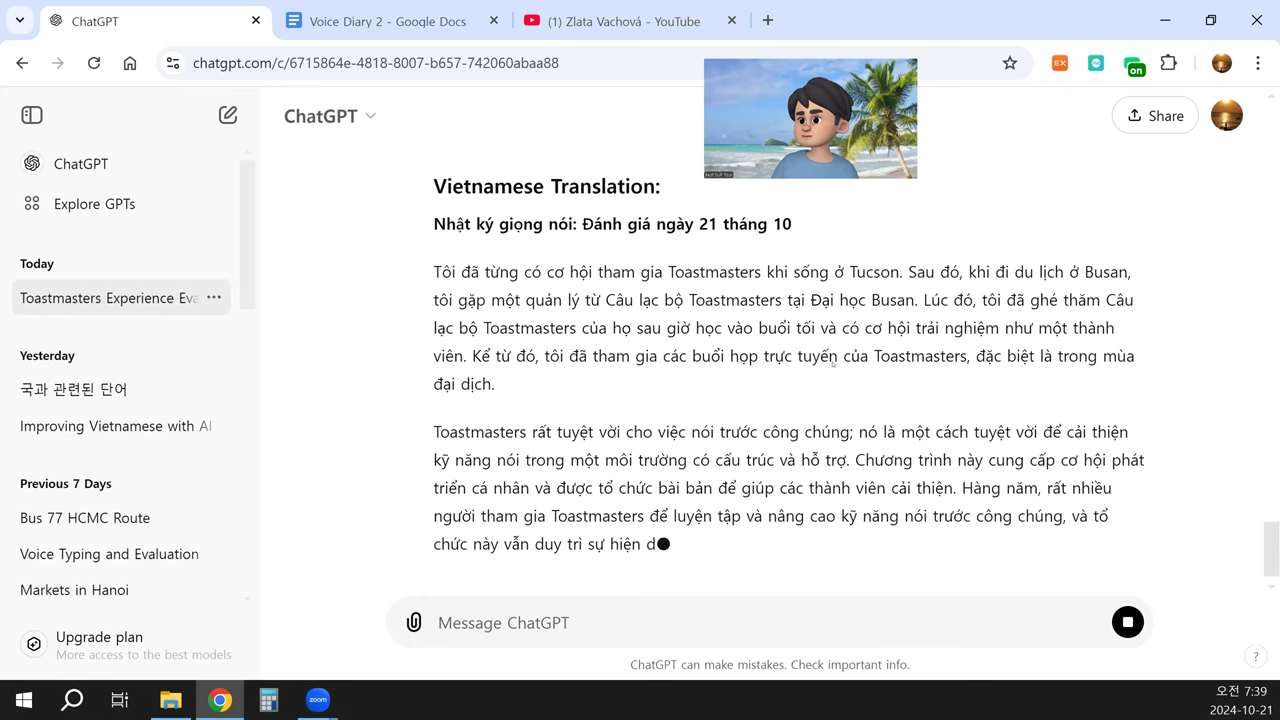 ChatGPT
Voice Diary 2 - Google Docs
(1) Zlata Vachová - YouTube
chatgpt.com/c/6715864e-4818-8007-b657-742060abaa88
on
ChatGPT
Share
ChatGPT
Explore GPTs
Today
Toastmasters Experience Eva
Yesterday
국과 관련된 단어
Improving Vietnamese with AI
Previous 7 Days
Bus 77 HCMC Route
Voice Typing and Evaluation
Markets in Hanoi
Upgrade plan
More access to the best models
Vietnamese Translation:
Nhật ký giọng nói: Đánh giá ngày 21 tháng 10
Tôi đã từng có cơ hội tham gia Toastmasters khi sống ở Tucson. Sau đó, khi đi du lịch ở Busan,
tôi gặp một quản lý từ Câu lạc bộ Toastmasters tại Đại học Busan. Lúc đó, tôi đã ghé thăm Câu
lạc bộ Toastmasters của họ sau giờ học vào buổi tối và có cơ hội trải nghiệm như một thành
viên. Kể từ đó, tôi đã tham gia các buổi họp trực tuyến của Toastmasters, đặc biệt là trong mùa
đại dịch.
Toastmasters rất tuyệt vời cho việc nói trước công chúng; nó là một cách tuyệt vời để cải thiện
kỹ năng nói trong một môi trường có cấu trúc và hỗ trợ. Chương trình này cung cấp cơ hội phát
triển cá nhân và được tổ chức bài bản để giúp các thành viên cải thiện. Hàng năm, rất nhiều
người tham gia Toastmasters để luyện tập và nâng cao kỹ năng nói trước công chúng, và tổ
chức này vẫn duy trì sự hiện d
Message ChatGPT
ChatGPT can make mistakes. Check important info.
?
zoom
오전 7:39
2024-10-21